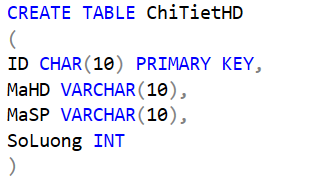 CREATE TABLE ChiTietHD
(
ID CHAR(10) PRIMARY KEY,
MaHD VARCHAR(10),
MaSP VARCHAR(10),
SoLuong INT
)